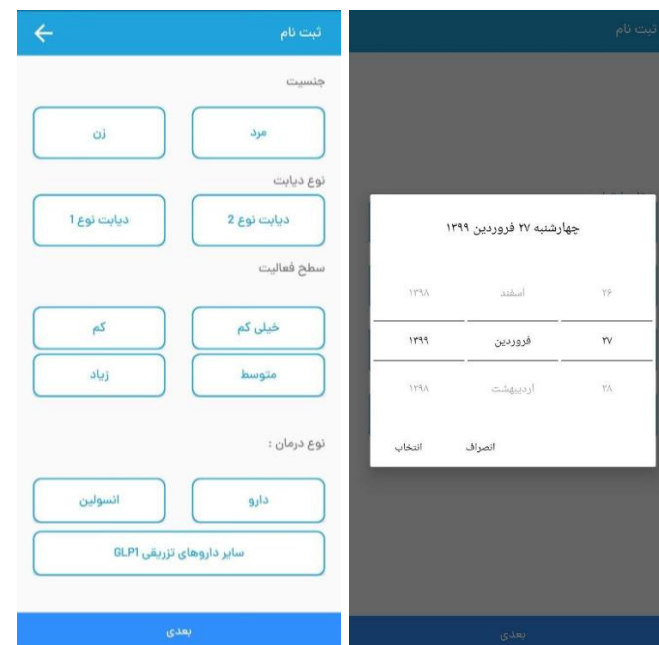 ثبت نام
جنسیت
مرد
زن
نوع دیابت
دیابت نوع 2
دیابت نوع 1
سطح فعالیت
خیلی کم
کم
متوسط
زیاد
نوع درمان :
دارو
انسولین
سایر داروهای تزریقی GLP1
بعدی
ثبت نام
چهارشنبه ۲۷ فروردین ۱۳۹۹
۲۶ اسفند ۱۳۹۸
۲۷ فروردین ۱۳۹۹
۲۸ اردیبهشت ۱۳۹۸
انصراف
انتخاب
بعدی